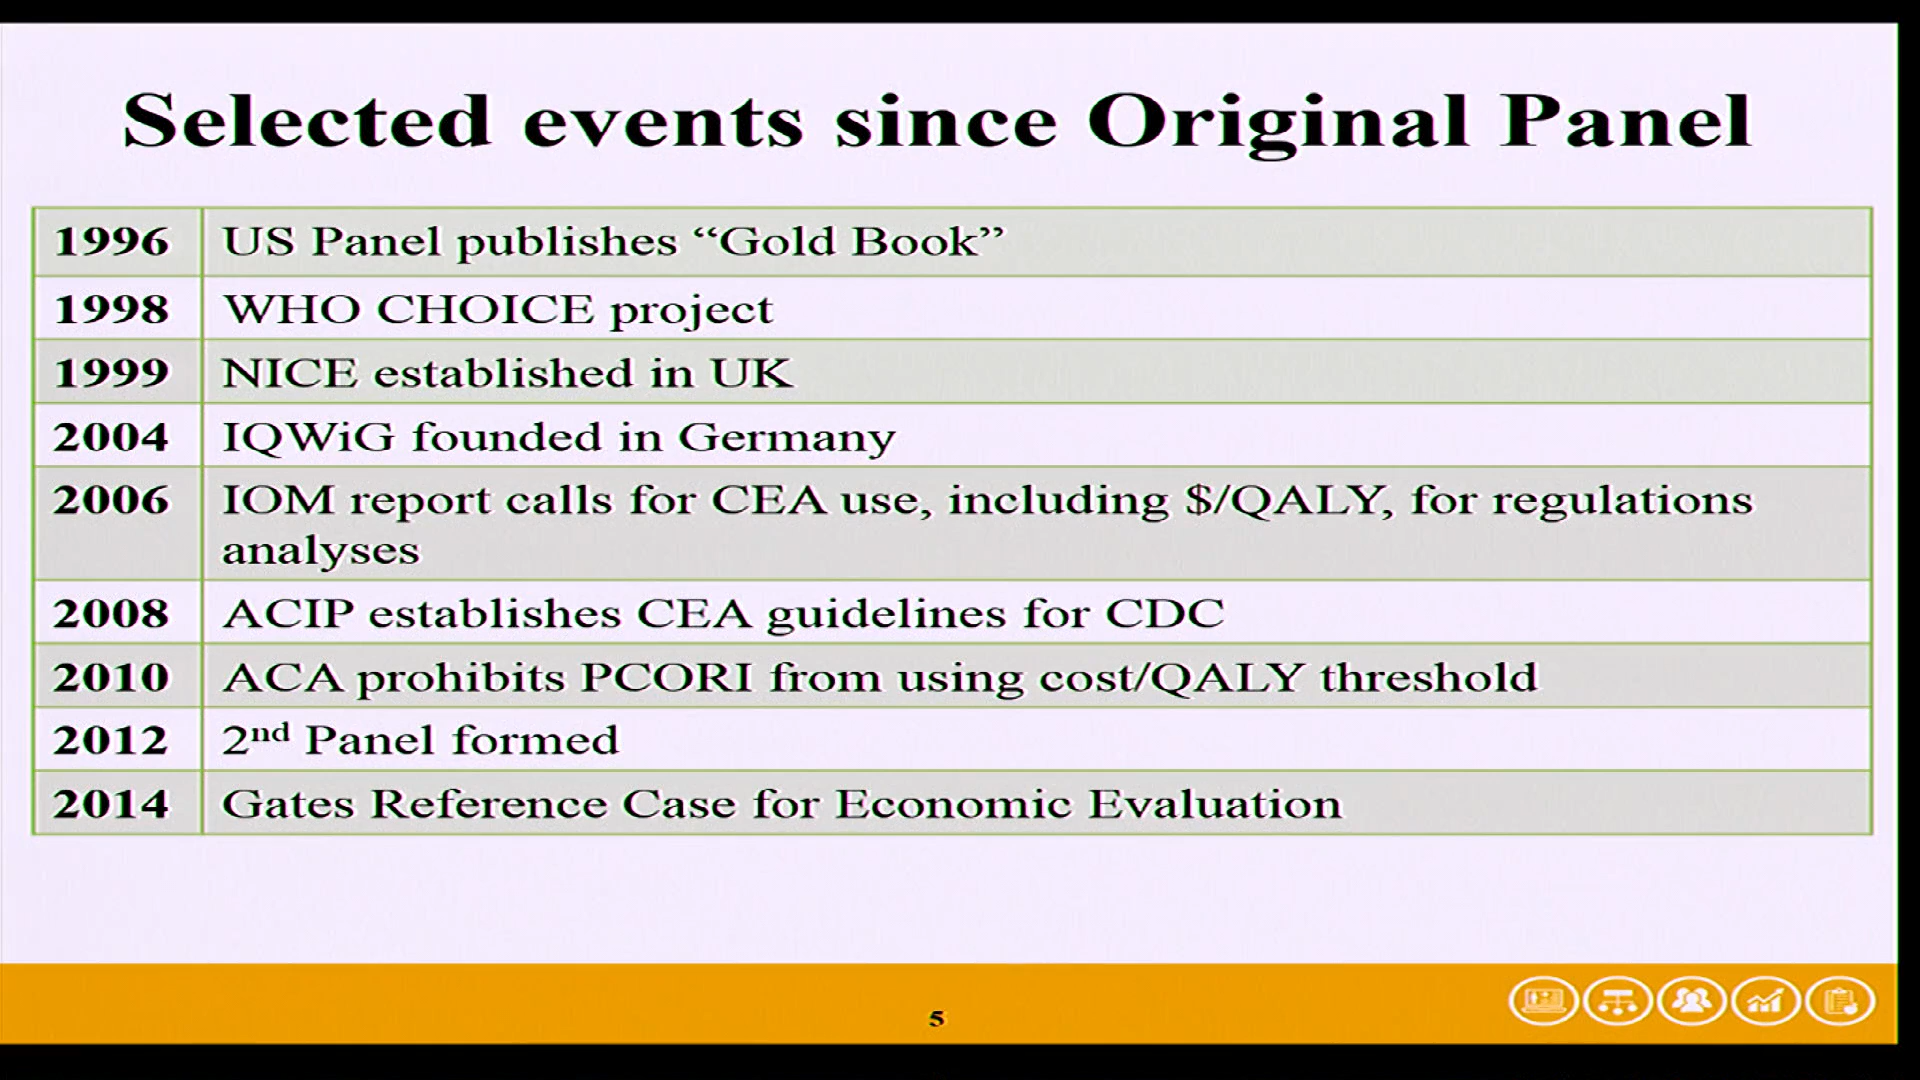 Selected events since Original Panel
1996 US Panel publishes “Gold Book”
1998 WHO CHOICE project
1999 NICE established in UK
2004 IQWiG founded in Germany
2006 IOM report calls for CEA use, including $/QALY, for regulations
analyses
2008 ACIP establishes CEA guidelines for CDC
2010 ACA prohibits PCORI from using cost/QALY threshold
2012 2nd Panel formed
2014 Gates Reference Case for Economic Evaluation
5